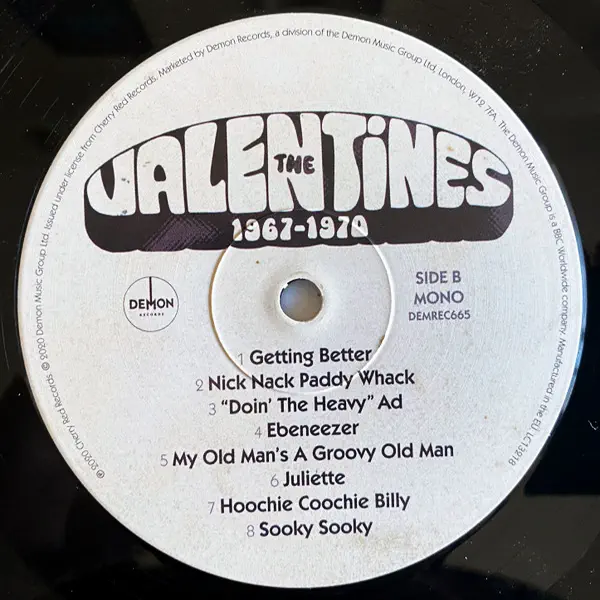 ℗ 2020 Cherry Red Records © 2020 Demon Music Group Ltd. Issued under license from Cherry Red Records. Marketed by Demon Records, a division of the Demon Music Group Ltd. London, W12 7FA. The Demon Music Group is a BBC Worldwide company. Manufactured in the EU. LC13218
THE
VALENTiNES
1967-1970
DEMON
RECORDS
SIDE B
MONO
DEMREC665
1 Getting Better
2 Nick Nack Paddy Whack
3 “Doin’ The Heavy” Ad
4 Ebeneezer
5 My Old Man’s A Groovy Old Man
6 Juliette
7 Hoochie Coochie Billy
8 Sooky Sooky